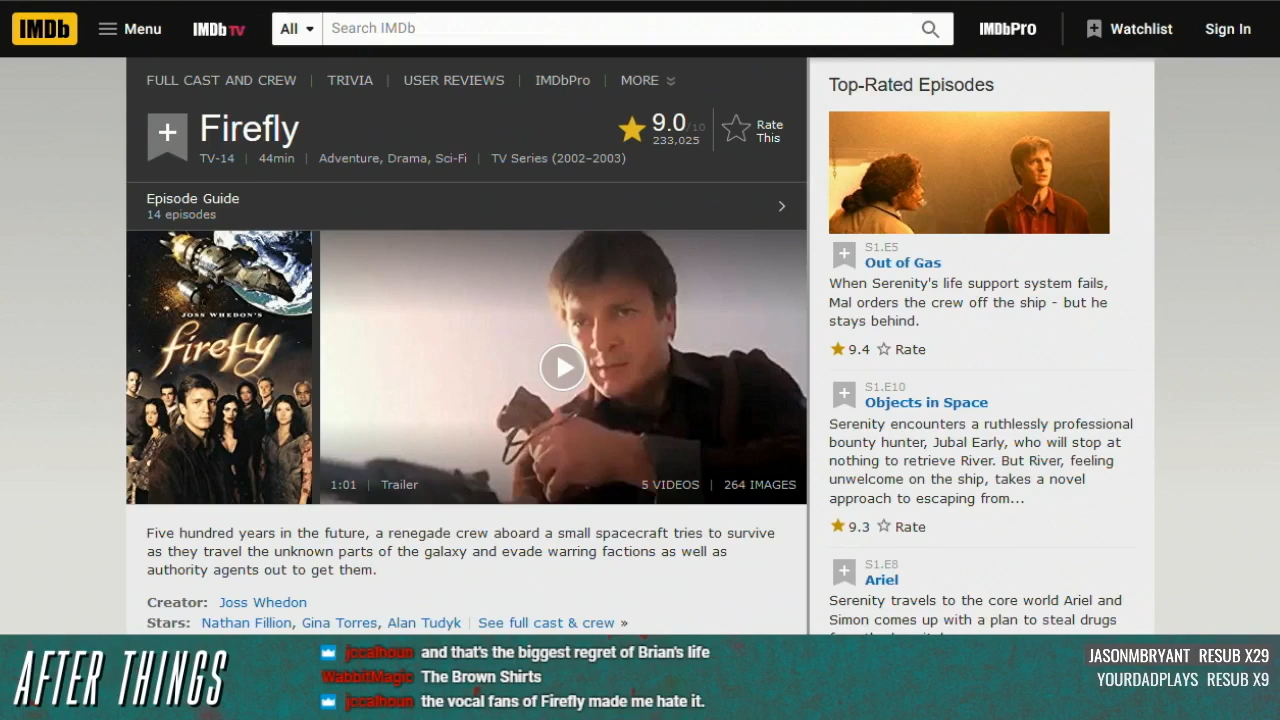 IMDb
Menu
IMDb TV
All
Search IMDb
IMDbPro
Watchlist
Sign In
FULL CAST AND CREW | TRIVIA | USER REVIEWS | IMDbPro | MORE
+ Firefly
9.0/10
233,025
Rate This
TV-14 | 44min | Adventure, Drama, Sci-Fi | TV Series (2002–2003)
Episode Guide
14 episodes
JOSS WHEDON'S
firefly
1:01 | Trailer
5 VIDEOS | 264 IMAGES
Five hundred years in the future, a renegade crew aboard a small spacecraft tries to survive
as they travel the unknown parts of the galaxy and evade warring factions as well as
authority agents out to get them.
Creator: Joss Whedon
Stars: Nathan Fillion, Gina Torres, Alan Tudyk | See full cast & crew »
Top-Rated Episodes
S1.E5
Out of Gas
When Serenity's life support system fails,
Mal orders the crew off the ship - but he
stays behind.
9.4 Rate
S1.E10
Objects in Space
Serenity encounters a ruthlessly professional
bounty hunter, Jubal Early, who will stop at
nothing to retrieve River. But River, feeling
unwelcome on the ship, takes a novel
approach to escaping from...
9.3 Rate
S1.E8
Ariel
Serenity travels to the core world Ariel and
Simon comes up with a plan to steal drugs
AFTER THINGS
jccalhoun and that's the biggest regret of Brian's life
WabbitMagic The Brown Shirts
jccalhoun the vocal fans of Firefly made me hate it.
JASONMBRYANT RESUB X29
YOURDADPLAYS RESUB X9